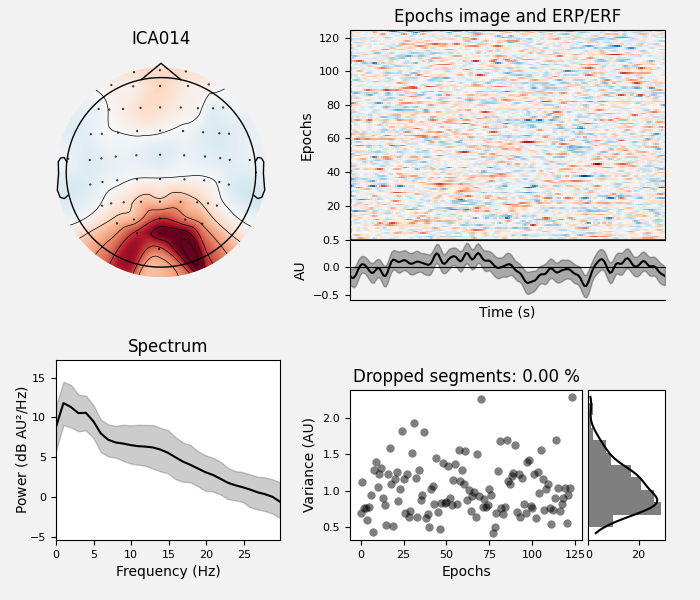 ICA014
Epochs image and ERP/ERF
120
100
80
60
40
20
Epochs
0.5
0.0
−0.5
AU
Time (s)
Spectrum
15
10
5
0
−5
Power (dB AU²/Hz)
0 5 10 15 20 25
Frequency (Hz)
Dropped segments: 0.00 %
2.0
1.5
1.0
0.5
Variance (AU)
0 25 50 75 100 125
Epochs
0 20